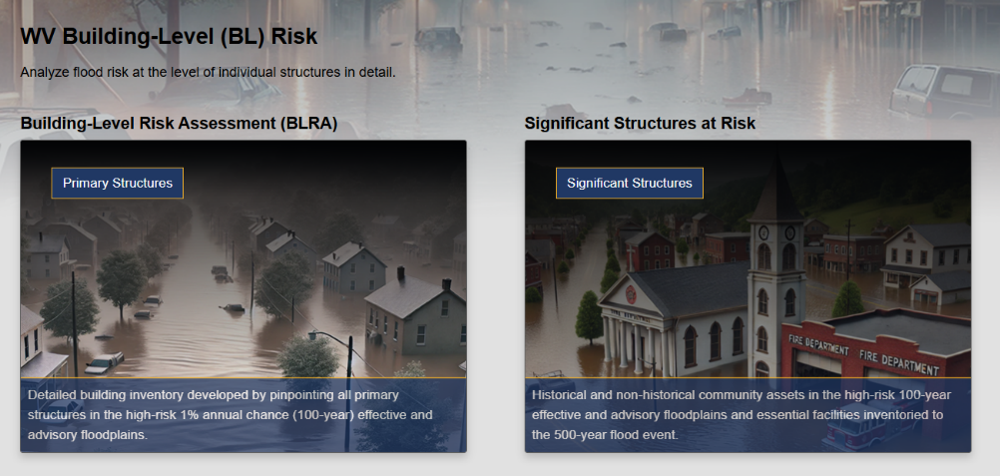 WV Building-Level (BL) Risk
Analyze flood risk at the level of individual structures in detail.
Building-Level Risk Assessment (BLRA)
Primary Structures
Detailed building inventory developed by pinpointing all primary
structures in the high-risk 1% annual chance (100-year) effective and
advisory floodplains.
Significant Structures at Risk
Significant Structures
FIRE DEPARTMENT FIRE DEPARTMENT
Historical and non-historical community assets in the high-risk 100-year
effective and advisory floodplains and essential facilities inventoried to
the 500-year flood event.